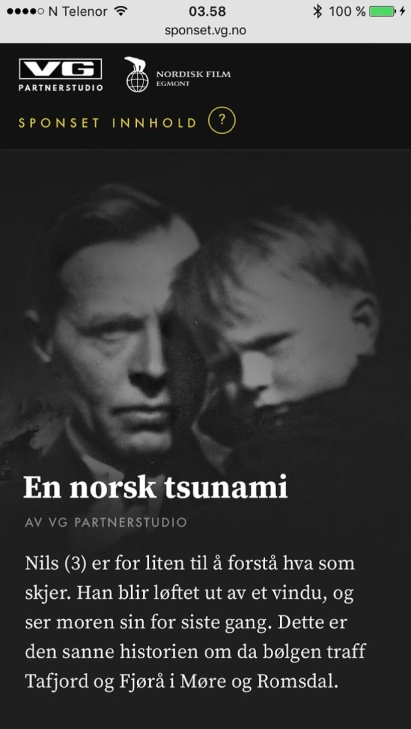 N Telenor 03.58 100 %
sponset.vg.no
VG
PARTNERSTUDIO
NORDISK FILM
EGMONT
SPONSET INNHOLD ?
En norsk tsunami
AV VG PARTNERSTUDIO
Nils (3) er for liten til å forstå hva som
skjer. Han blir løftet ut av et vindu, og
ser moren sin for siste gang. Dette er
den sanne historien om da bølgen traff
Tafjord og Fjørå i Møre og Romsdal.